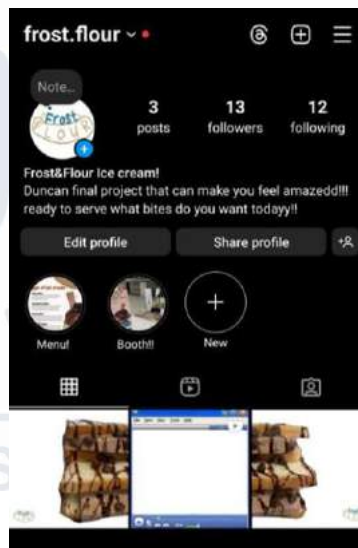 frost.flour
Note...
Frost
FLOUR
3 13 12
posts followers following
Frost&Flour Ice cream!
Duncan final project that can make you feel amazedd!!!
ready to serve what bites do you want todayy!!
Edit profile Share profile
Menu! Booth!! New